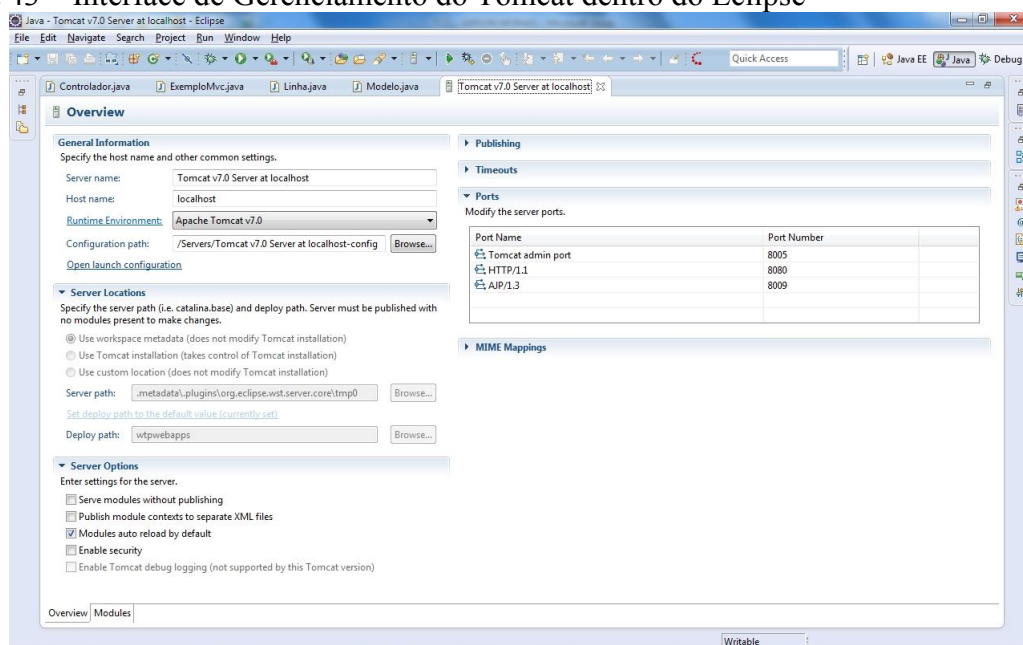 45 – Interface de Gerenciamento do Tomcat dentro do Eclipse
Java - Tomcat v7.0 Server at localhost - Eclipse
File Edit Navigate Search Project Run Window Help
Quick Access
Java EE Java Debug
Controlador.java ExemploMvc.java Linha.java Modelo.java Tomcat v7.0 Server at localhost
Overview
General Information
Specify the host name and other common settings.
Server name: Tomcat v7.0 Server at localhost
Host name: localhost
Runtime Environment: Apache Tomcat v7.0
Configuration path: /Servers/Tomcat v7.0 Server at localhost-config Browse...
Open launch configuration
Server Locations
Specify the server path (i.e. catalina.base) and deploy path. Server must be published with
no modules present to make changes.
Use workspace metadata (does not modify Tomcat installation)
Use Tomcat installation (takes control of Tomcat installation)
Use custom location (does not modify Tomcat installation)
Server path: .metadata\.plugins\org.eclipse.wst.server.core\tmp0 Browse...
Set deploy path to the default value (currently set)
Deploy path: wtpwebapps Browse...
Server Options
Enter settings for the server.
Serve modules without publishing
Publish module contexts to separate XML files
Modules auto reload by default
Enable security
Enable Tomcat debug logging (not supported by this Tomcat version)
Publishing
Timeouts
Ports
Modify the server ports.
Port Name Port Number
Tomcat admin port 8005
HTTP/1.1 8080
AJP/1.3 8009
MIME Mappings
Overview Modules
Writable